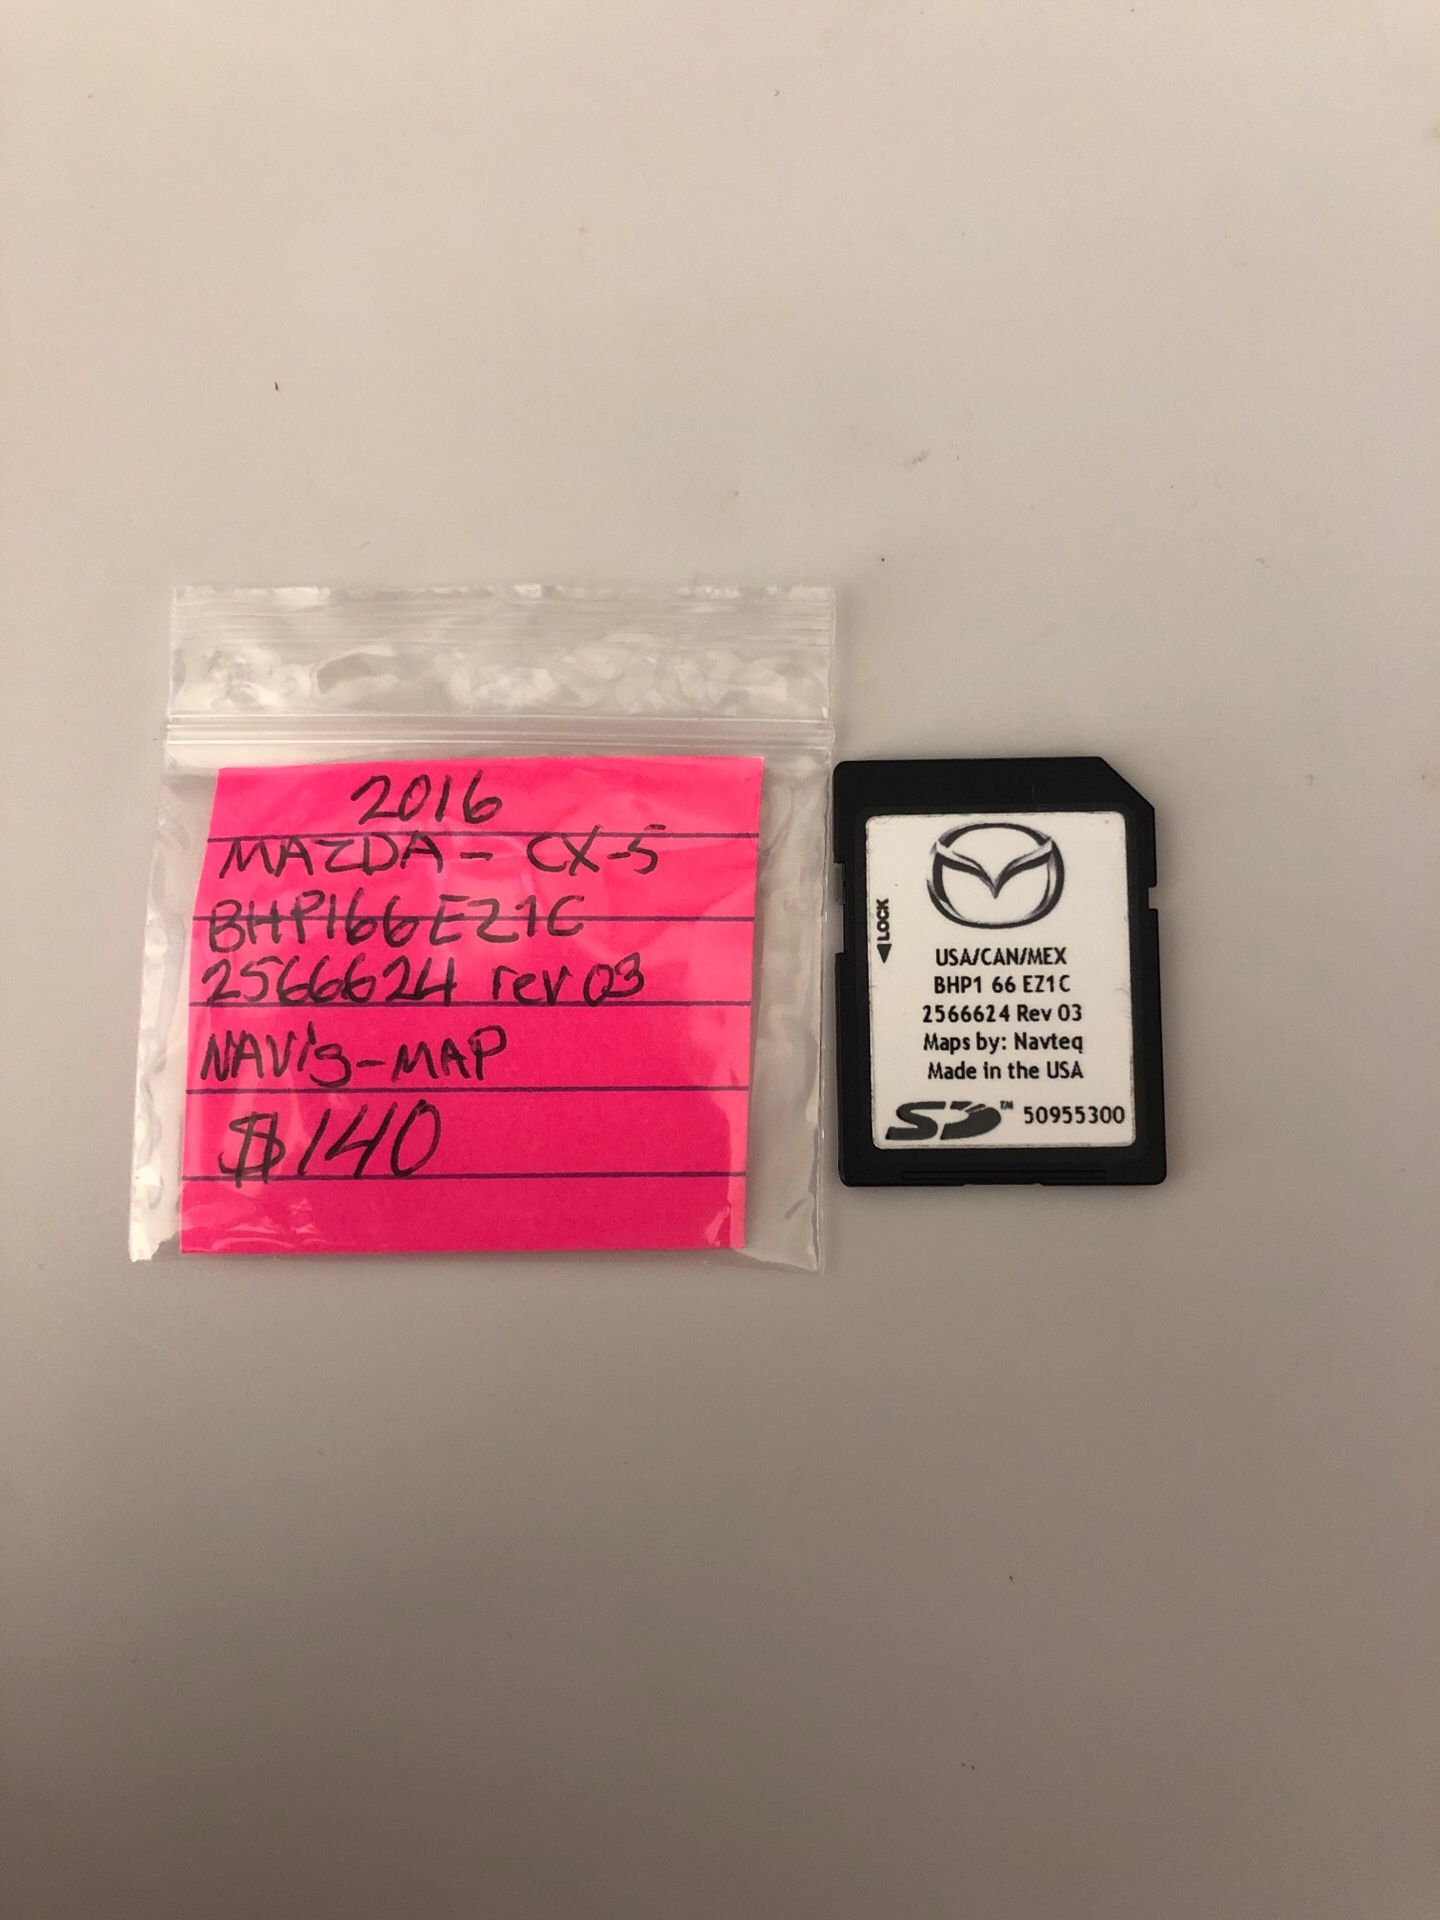 2016
MAZDA - CX-5
BHP166EZ1C
2566624 rev 03
NAVig-MAP
$140
◀LOCK
USA/CAN/MEX
BHP1 66 EZ1C
2566624 Rev 03
Maps by: Navteq
Made in the USA
SD™ 50955300